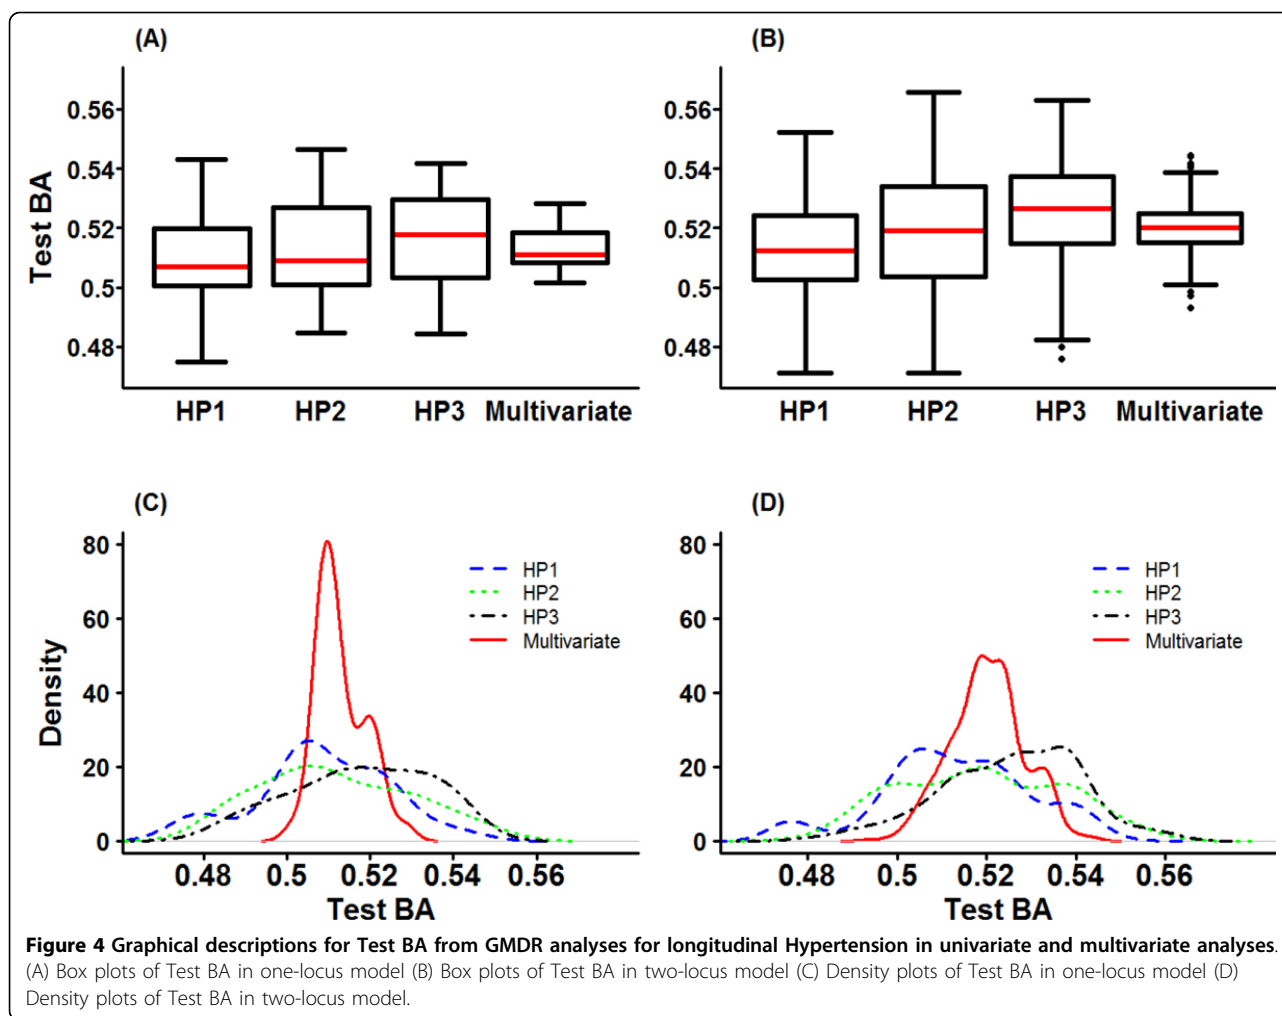 (A)
0.56
0.54
0.52
0.5
0.48
Test BA
HP1 HP2 HP3 Multivariate
(B)
0.56
0.54
0.52
0.5
0.48
HP1 HP2 HP3 Multivariate
(C)
80
60
40
20
0
Density
HP1
HP2
HP3
Multivariate
0.48 0.5 0.52 0.54 0.56
Test BA
(D)
80
60
40
20
0
HP1
HP2
HP3
Multivariate
0.48 0.5 0.52 0.54 0.56
Test BA
Figure 4 Graphical descriptions for Test BA from GMDR analyses for longitudinal Hypertension in univariate and multivariate analyses.
(A) Box plots of Test BA in one-locus model (B) Box plots of Test BA in two-locus model (C) Density plots of Test BA in one-locus model (D)
Density plots of Test BA in two-locus model.